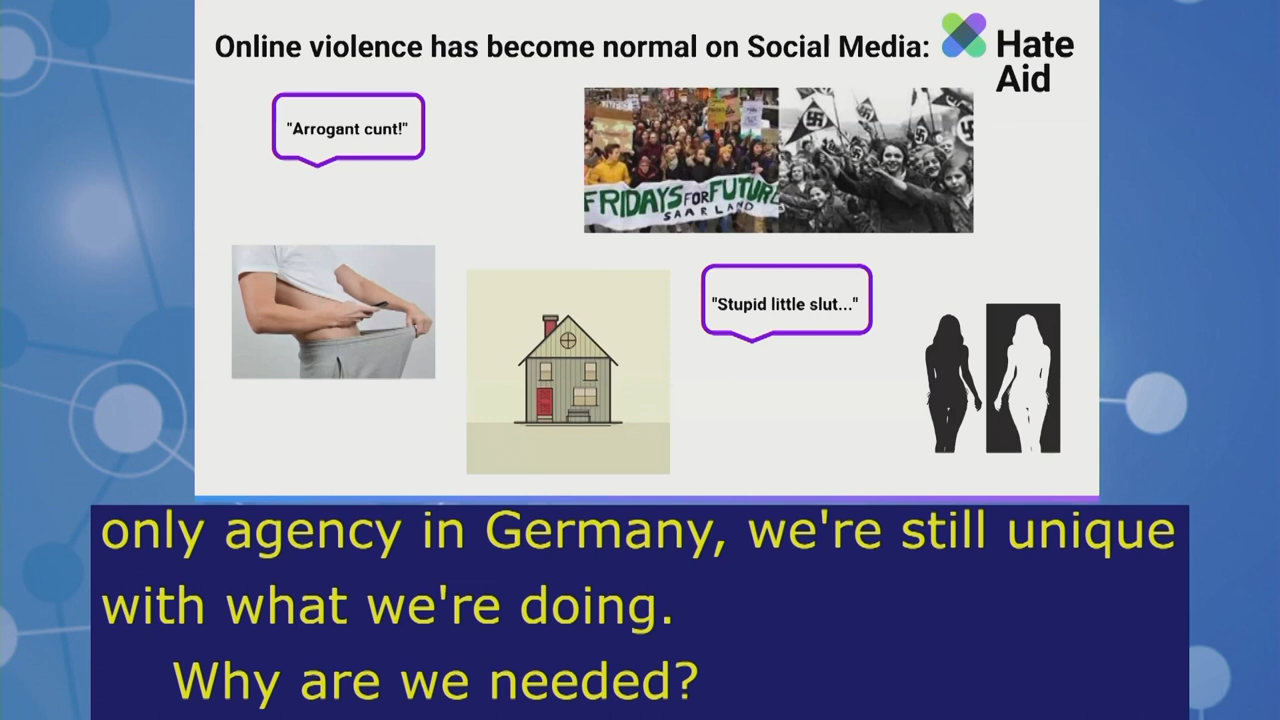 Online violence has become normal on Social Media:
Hate
Aid
"Arrogant cunt!"
FRIDAYS FOR FUTURE
SAARLAND
"Stupid little slut..."
only agency in Germany, we're still unique
with what we're doing.
Why are we needed?